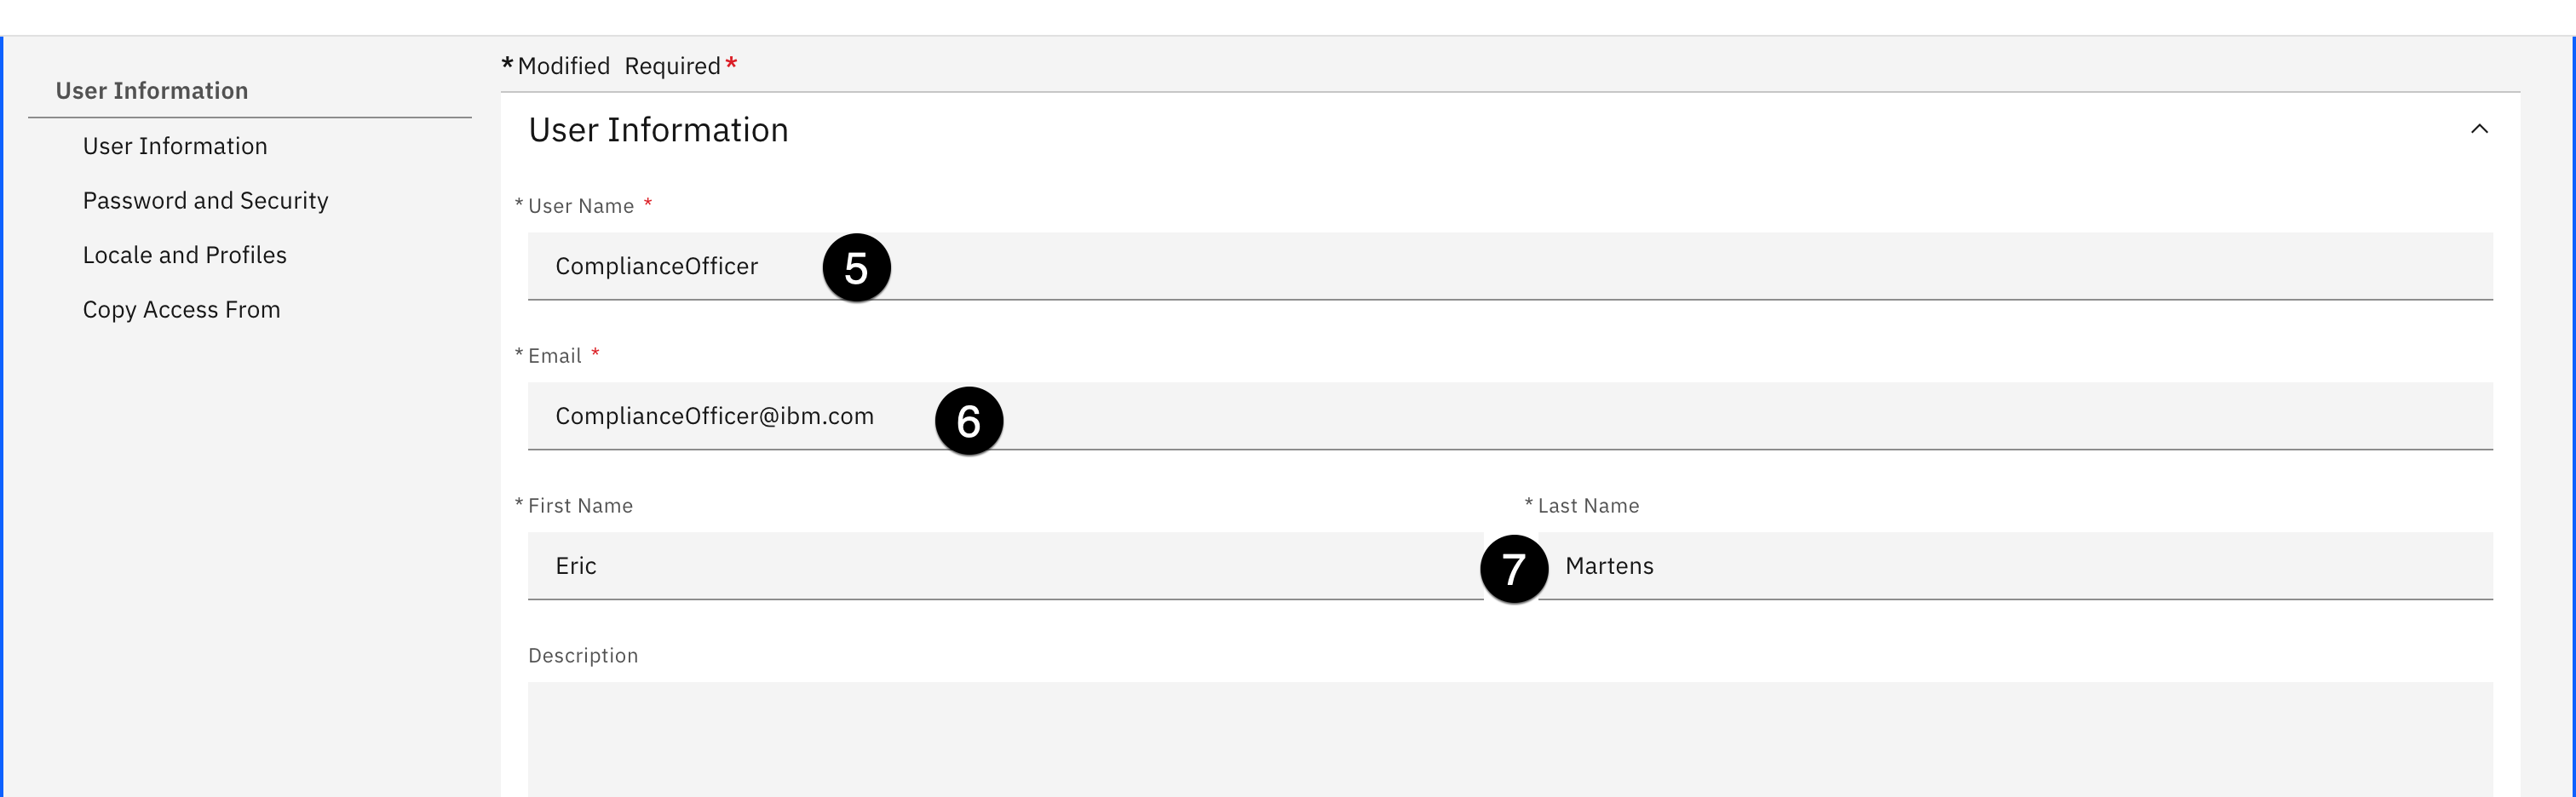 User Information
User Information
Password and Security
Locale and Profiles
Copy Access From
*Modified Required*
User Information
*User Name *
ComplianceOfficer 5
*Email *
ComplianceOfficer@ibm.com 6
*First Name *Last Name
Eric 7 Martens
Description